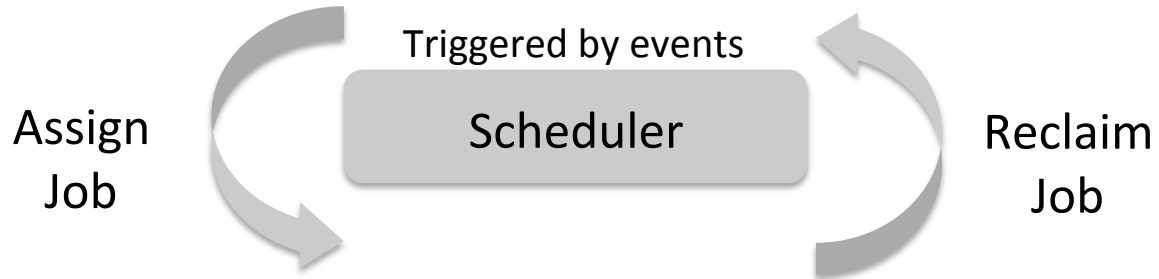 Triggered by events
Scheduler
Assign
Job
Reclaim
Job